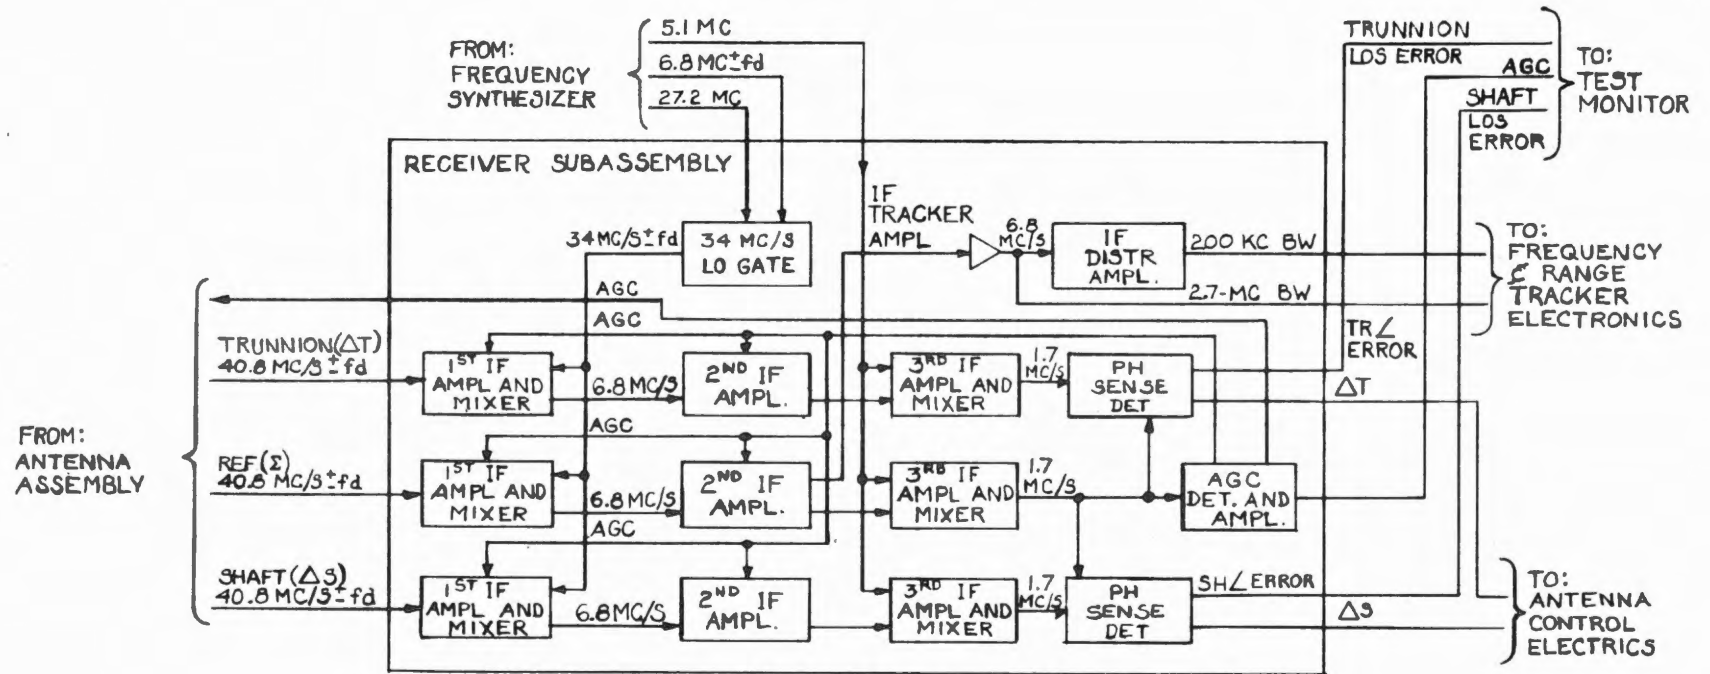 FROM:
FREQUENCY
SYNTHESIZER
5.1 MC
6.8 MC±fd
27.2 MC
TRUNNION
LOS ERROR
AGC
SHAFT
LOS
ERROR
TO:
TEST
MONITOR
RECEIVER SUBASSEMBLY
34 MC/S±fd
34 MC/S
LO GATE
IF
TRACKER
AMPL
6.8
MC/S
IF
DISTR
AMPL.
200 KC BW
2.7-MC BW
TO:
FREQUENCY
& RANGE
TRACKER
ELECTRONICS
AGC
AGC
TRUNNION(ΔT)
40.8 MC/S±fd
1ST IF
AMPL AND
MIXER
6.8 MC/S
2ND IF
AMPL.
3RD IF
AMPL AND
MIXER
1.7
MC/S
PH
SENSE
DET
TR∠
ERROR
ΔT
FROM:
ANTENNA
ASSEMBLY
AGC
REF(Σ)
40.8 MC/S±fd
1ST IF
AMPL AND
MIXER
6.8 MC/S
2ND IF
AMPL.
3RD IF
AMPL AND
MIXER
1.7
MC/S
AGC
DET. AND
AMPL.
AGC
SHAFT(ΔS)
40.8 MC/S±fd
1ST IF
AMPL AND
MIXER
6.8 MC/S
2ND IF
AMPL.
3RD IF
AMPL AND
MIXER
1.7
MC/S
PH
SENSE
DET
SH∠ ERROR
ΔS
TO:
ANTENNA
CONTROL
ELECTRICS